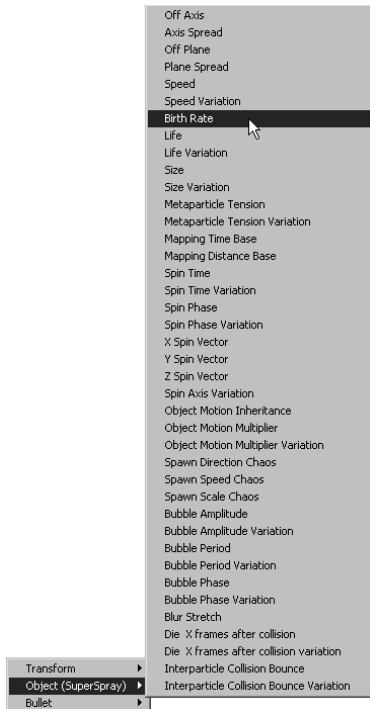 Off Axis
Axis Spread
Off Plane
Plane Spread
Speed
Speed Variation
Birth Rate
Life
Life Variation
Size
Size Variation
Metaparticle Tension
Metaparticle Tension Variation
Mapping Time Base
Mapping Distance Base
Spin Time
Spin Time Variation
Spin Phase
Spin Phase Variation
X Spin Vector
Y Spin Vector
Z Spin Vector
Spin Axis Variation
Object Motion Inheritance
Object Motion Multiplier
Object Motion Multiplier Variation
Spawn Direction Chaos
Spawn Speed Chaos
Spawn Scale Chaos
Bubble Amplitude
Bubble Amplitude Variation
Bubble Period
Bubble Period Variation
Bubble Phase
Bubble Phase Variation
Blur Stretch
Die X frames after collision
Die X frames after collision variation
Interparticle Collision Bounce
Interparticle Collision Bounce Variation
Transform
Object (SuperSpray)
Bullet